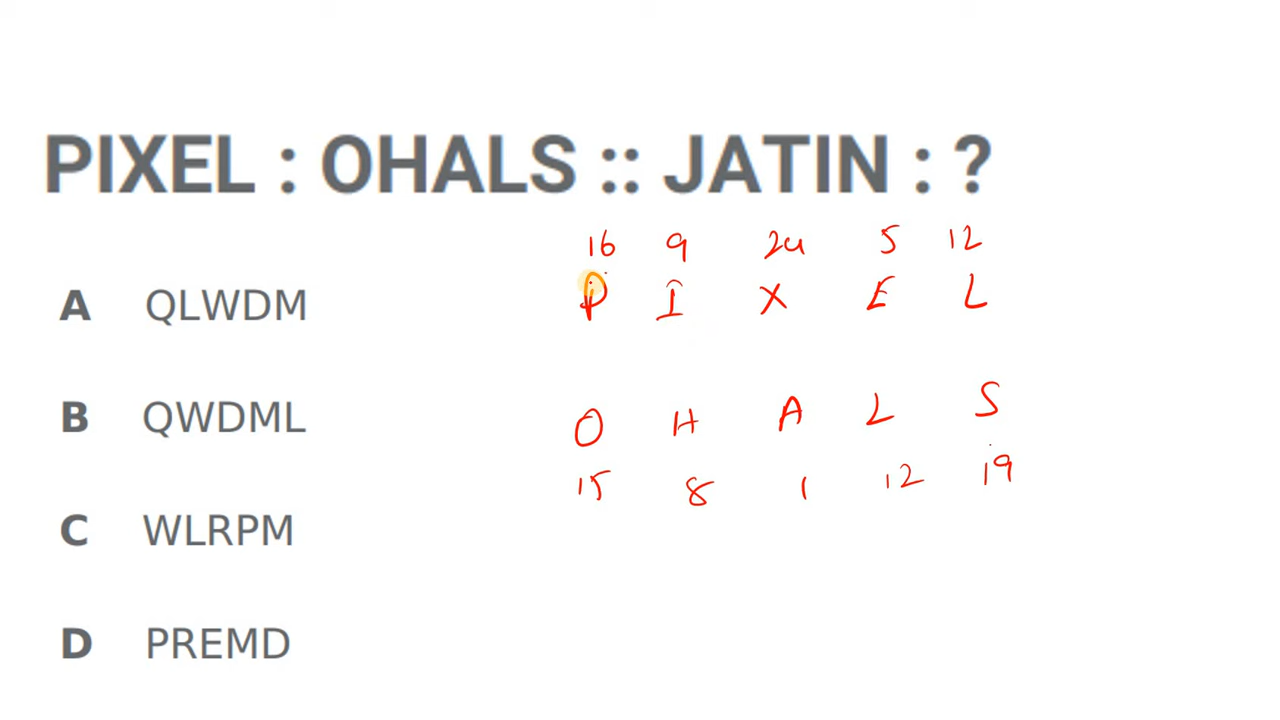 PIXEL : OHALS :: JATIN : ?
16 9 24 5 12
A QLWDM
P I X E L
B QWDML
O H A L S
15 8 1 12 19
C WLRPM
D PREMD